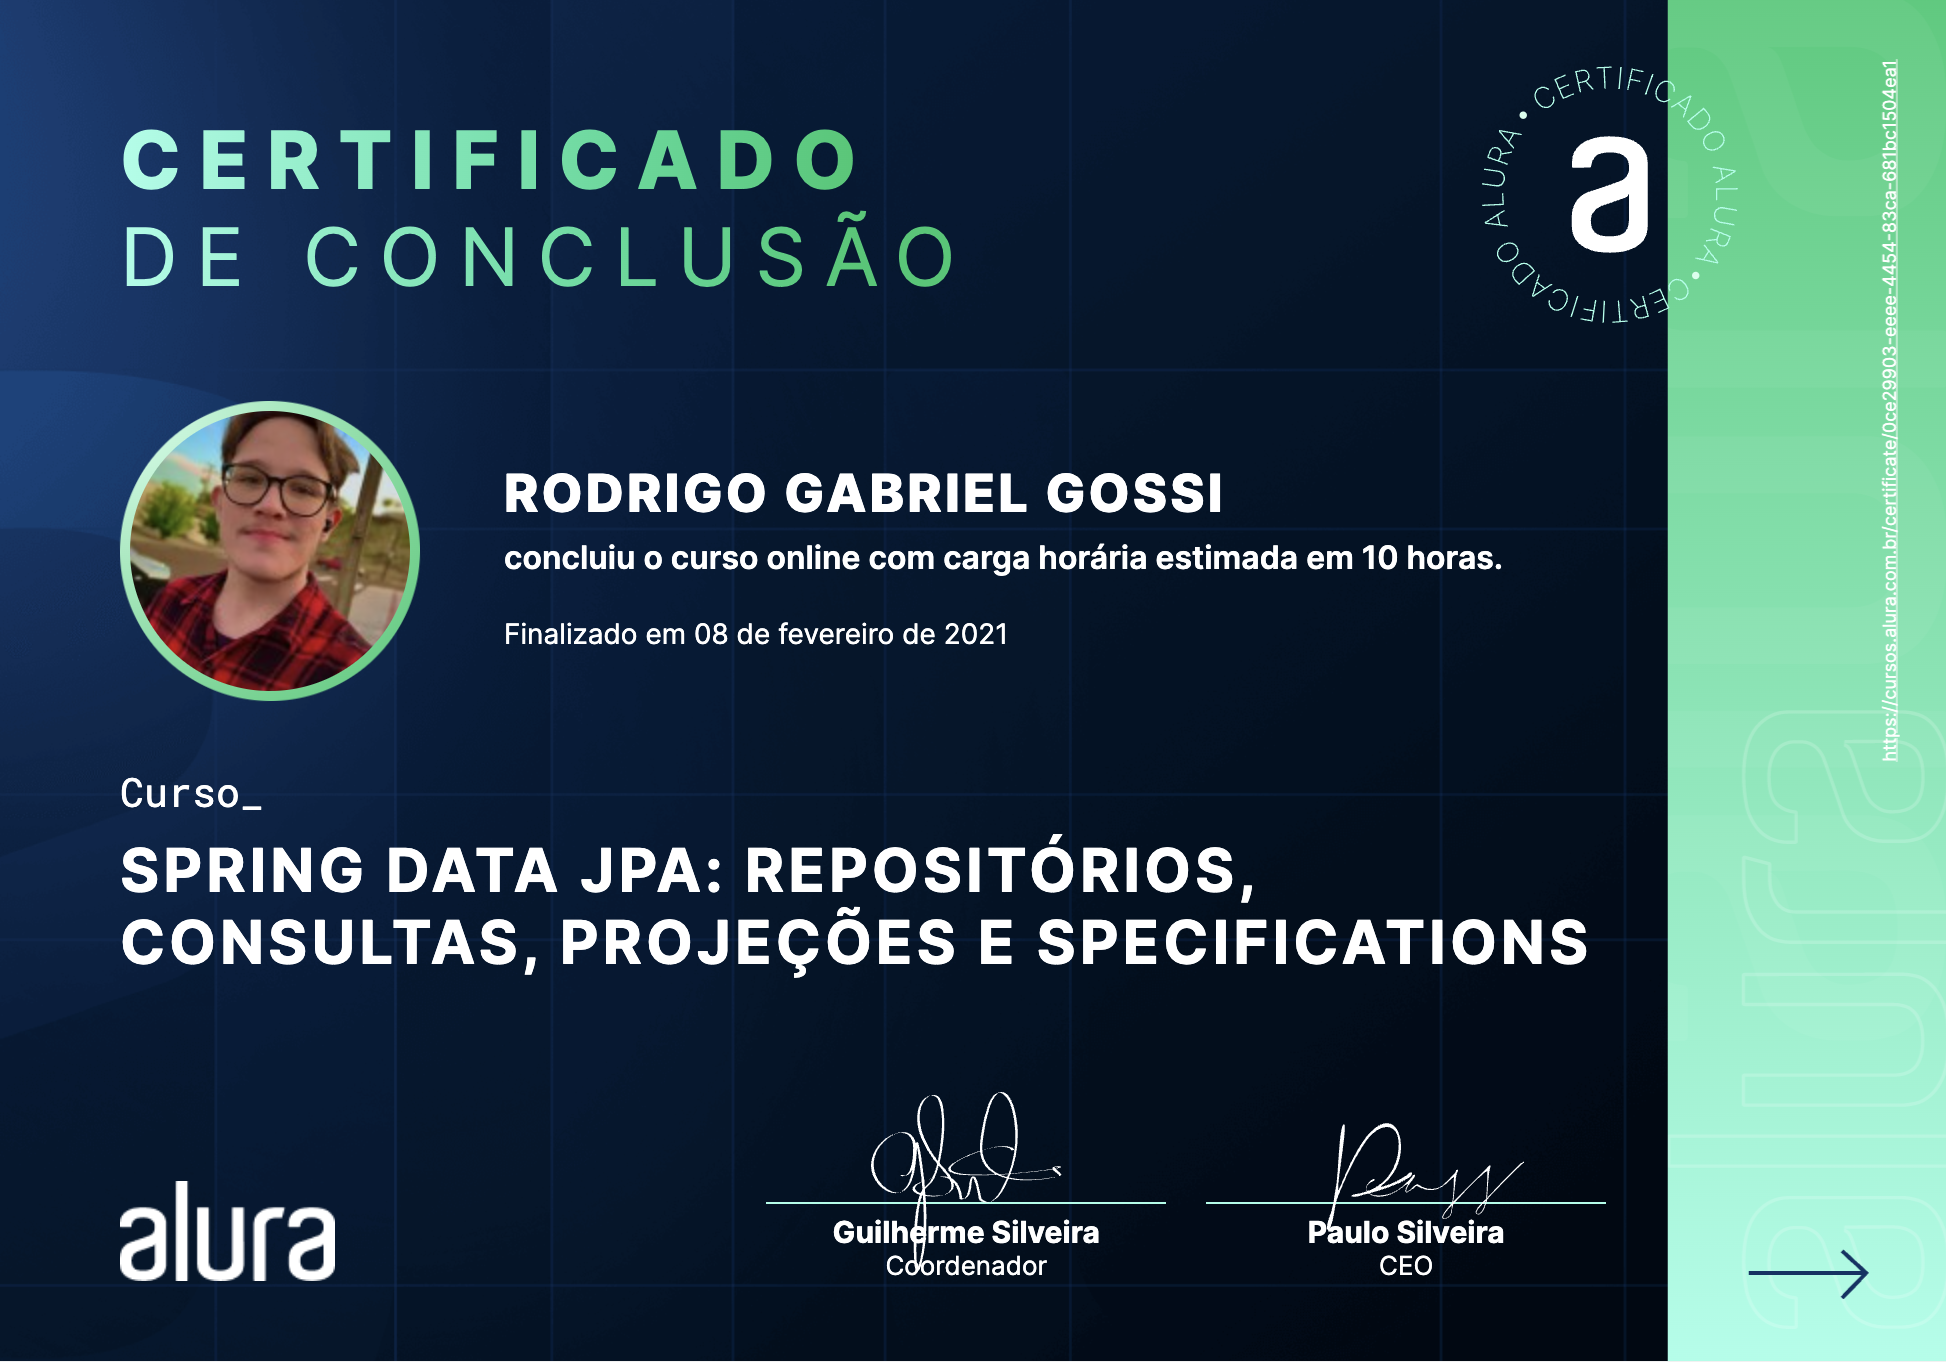 CERTIFICADO
DE CONCLUSÃO
CERTIFICADO ALURA • CERTIFICADO ALURA •
a
RODRIGO GABRIEL GOSSI
concluiu o curso online com carga horária estimada em 10 horas.
Finalizado em 08 de fevereiro de 2021
Curso_
SPRING DATA JPA: REPOSITÓRIOS,
CONSULTAS, PROJEÇÕES E SPECIFICATIONS
alura
Guilherme Silveira
Coordenador
Paulo Silveira
CEO
https://cursos.alura.com.br/certificate/0ce29903-eeee-4454-83ca-681bc1504ea1
alura